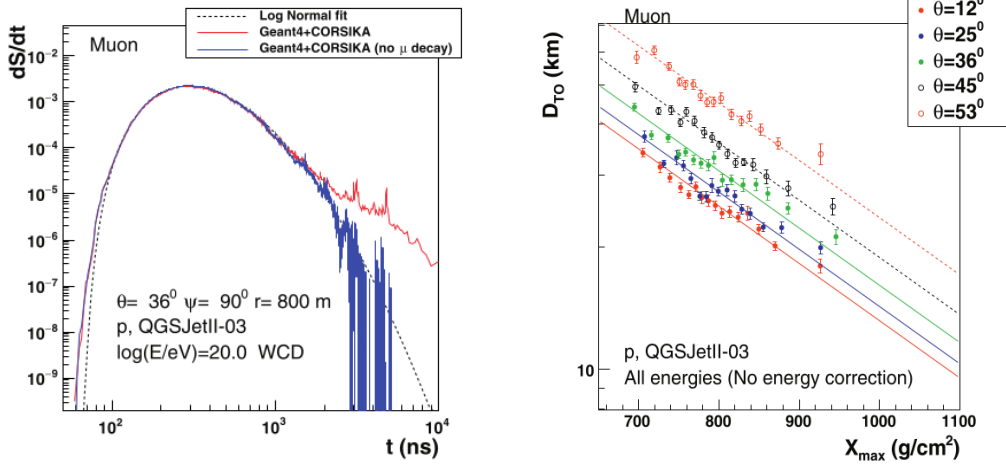 Log Normal fit
Geant4+CORSIKA
Geant4+CORSIKA (no μ decay)
Muon
dS/dt
10⁻²
10⁻³
10⁻⁴
10⁻⁵
10⁻⁶
10⁻⁷
10⁻⁸
10⁻⁹
θ= 36⁰ ψ= 90⁰ r= 800 m
p, QGSJetII-03
log(E/eV)=20.0 WCD
10² 10³ 10⁴
t (ns)
Muon
θ=12⁰
θ=25⁰
θ=36⁰
θ=45⁰
θ=53⁰
D_TO (km)
10
p, QGSJetII-03
All energies (No energy correction)
700 800 900 1000 1100
X_max (g/cm²)